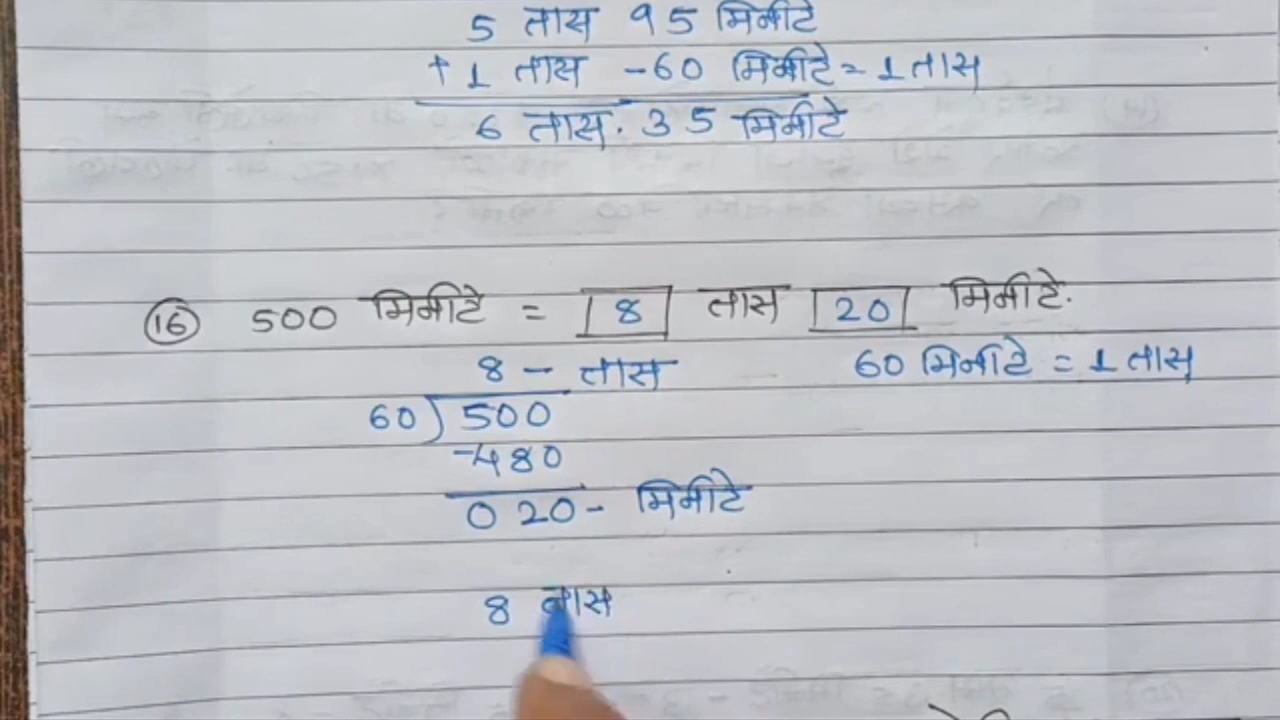 5 तास 95 मिनीटे
+ 1 तास - 60 मिनीटे = 1 तास
6 तास. 35 मिनीटे
(16) 500 मिनीटे = 8 तास 20 मिनीटे.
8 - तास 60 मिनीटे = 1 तास
60) 500
-480
020 - मिनीटे
8 तास